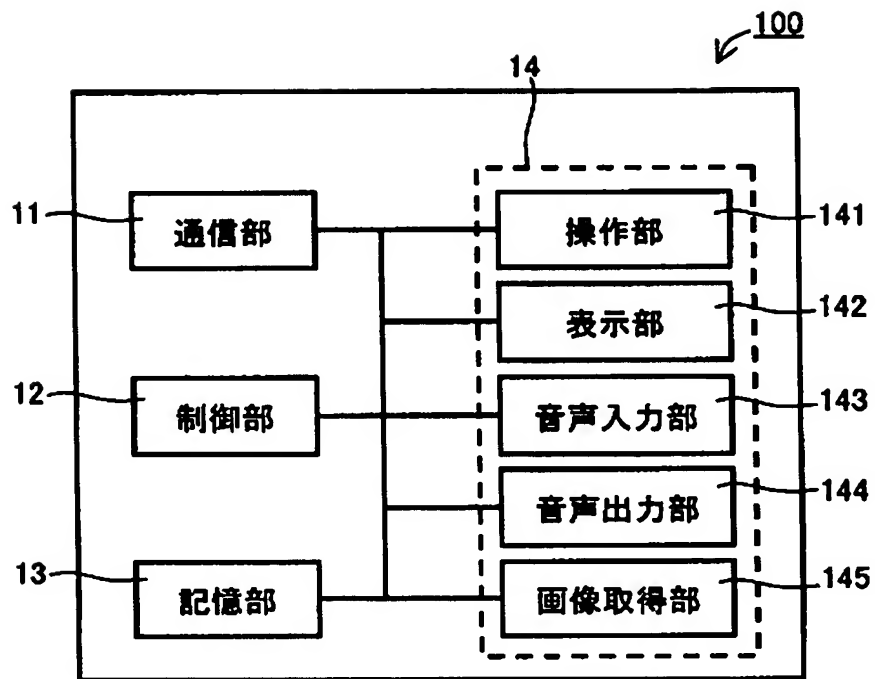 100
14
11 通信部 操作部 141
表示部 142
12 制御部 音声入力部 143
音声出力部 144
13 記憶部 画像取得部 145